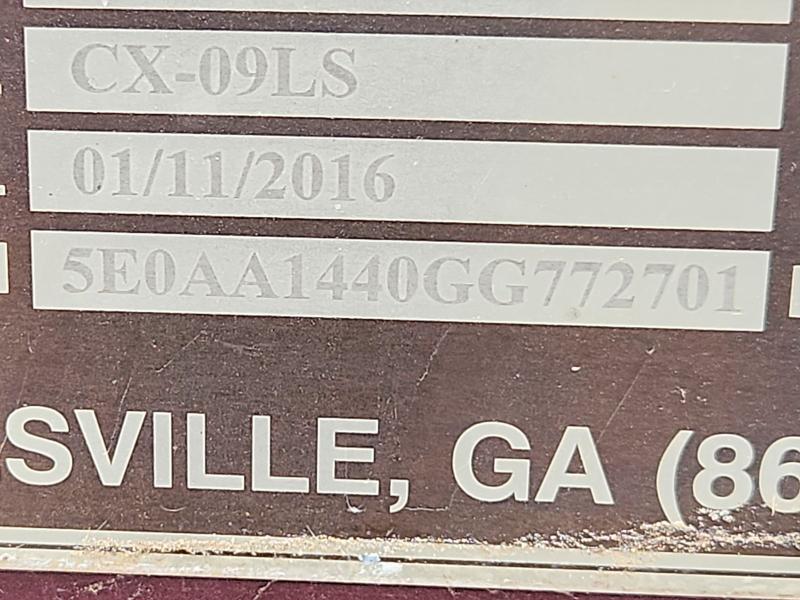 CX-09LS
01/11/2016
5E0AA1440GG772701
SVILLE, GA (86